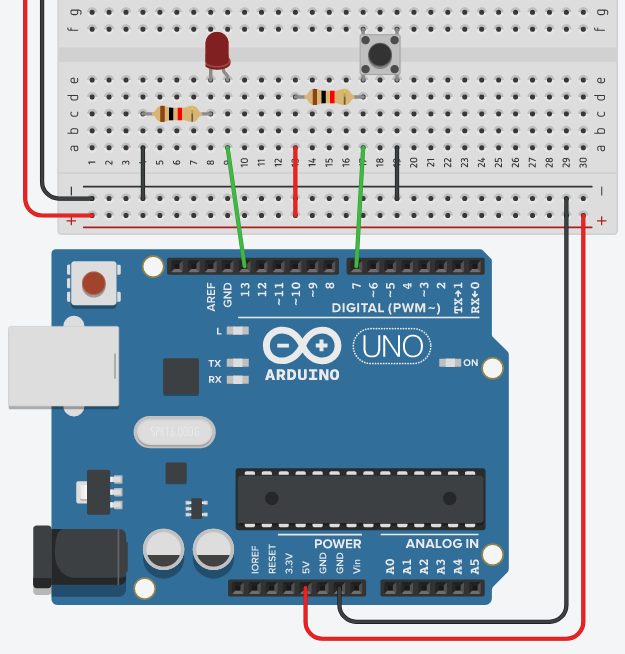 g g
f f
e e
d d
c c
b b
a a
1 2 3 4 5 6 7 8 9 10 11 12 13 14 15 16 17 18 19 20 21 22 23 24 25 26 27 28 29 30
− −
+ +
AREF GND 13 12 ~11 ~10 ~9 8 7 ~6 ~5 4 ~3 2 TX→1 RX←0
DIGITAL (PWM~)
L
TX
RX
ARDUINO
UNO
ON
POWER
ANALOG IN
IOREF RESET 3.3V 5V GND GND Vin A0 A1 A2 A3 A4 A5